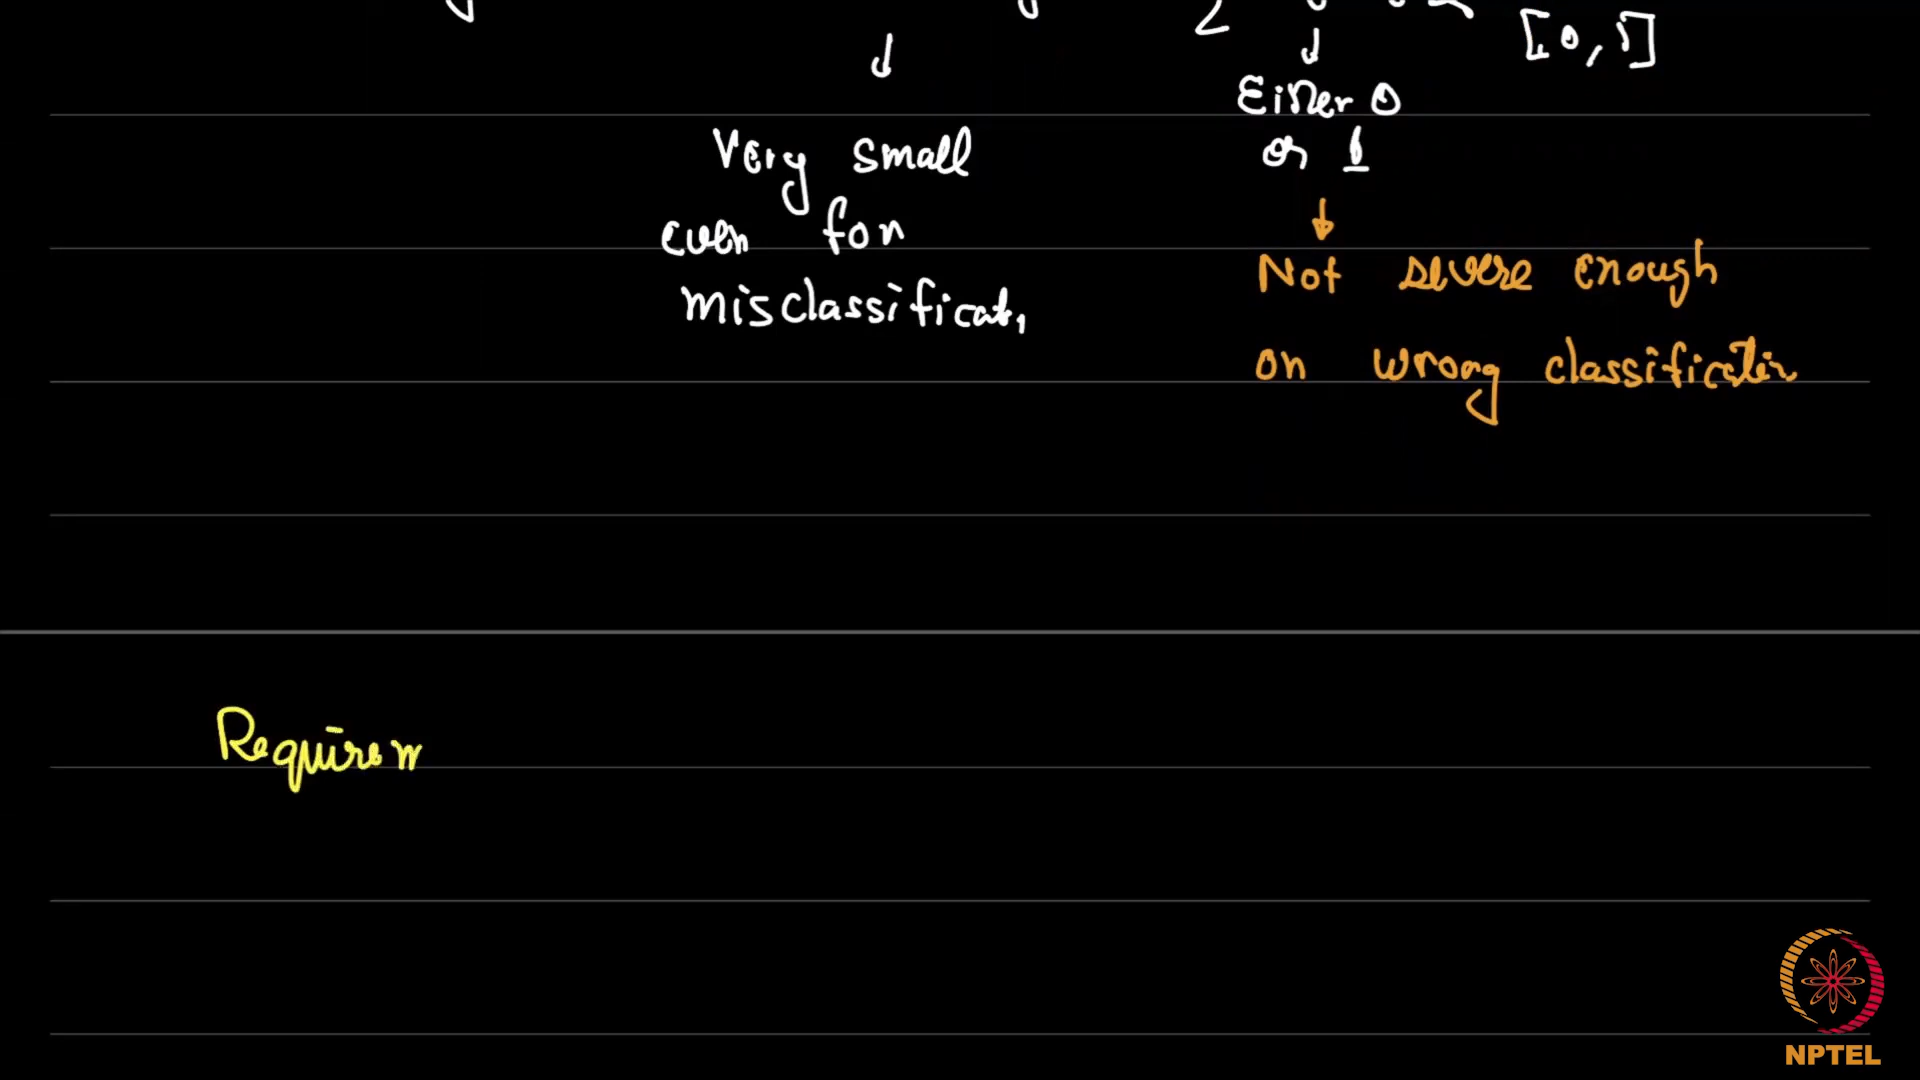 [0,1]
Either 0
or 1
Very small
even for
misclassificat
Not severe enough
on wrong classification
Requirem
NPTEL